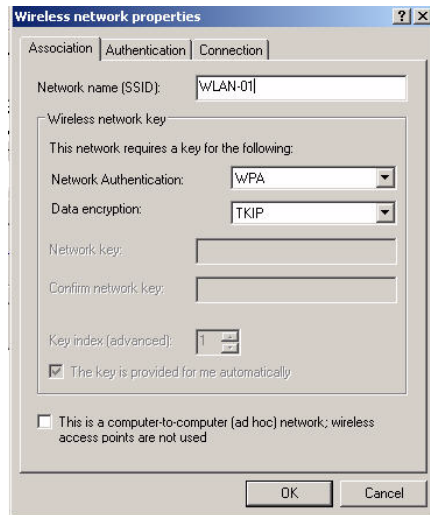 Wireless network properties
Association
Authentication
Connection
Network name (SSID):
WLAN-01
Wireless network key
This network requires a key for the following:
Network Authentication:
WPA
Data encryption:
TKIP
Network key:
Confirm network key:
Key index (advanced):
1
The key is provided for me automatically
This is a computer-to-computer (ad hoc) network; wireless
access points are not used
OK
Cancel